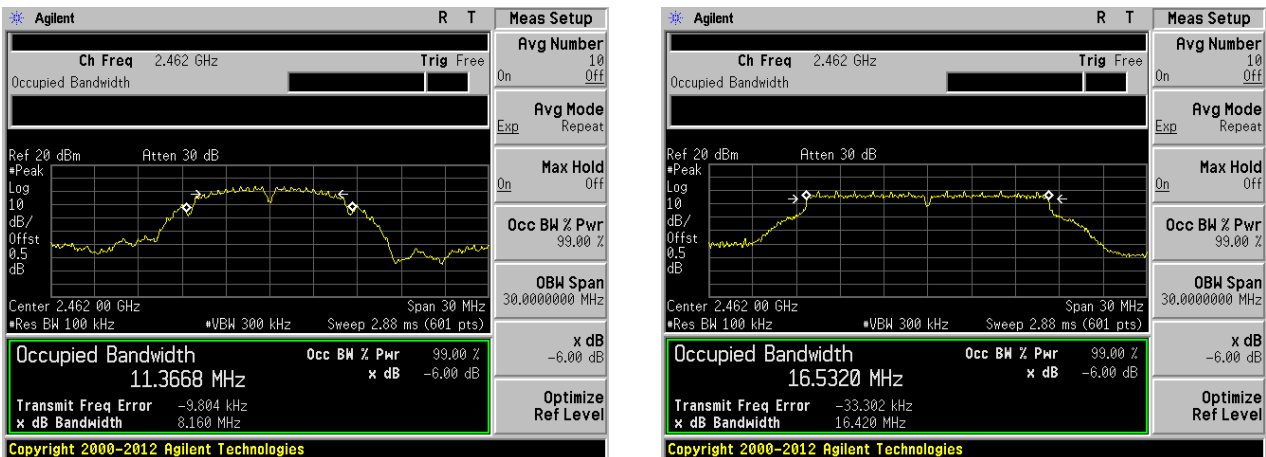 Agilent R T Meas Setup
Ch Freq 2.462 GHz Trig Free
Occupied Bandwidth
Avg Number
10
On Off
Avg Mode
Exp Repeat
Ref 20 dBm Atten 30 dB
#Peak
Log
10
dB/
Offst
0.5
dB
Max Hold
On Off
Occ BW % Pwr
99.00 %
OBW Span
30.0000000 MHz
Center 2.462 00 GHz Span 30 MHz
#Res BW 100 kHz #VBW 300 kHz Sweep 2.88 ms (601 pts)
x dB
-6.00 dB
Occupied Bandwidth Occ BW % Pwr 99.00 %
11.3668 MHz x dB -6.00 dB
Transmit Freq Error -9.804 kHz
x dB Bandwidth 8.160 MHz
Optimize
Ref Level
Copyright 2000-2012 Agilent Technologies
Agilent R T Meas Setup
Ch Freq 2.462 GHz Trig Free
Occupied Bandwidth
Avg Number
10
On Off
Avg Mode
Exp Repeat
Ref 20 dBm Atten 30 dB
#Peak
Log
10
dB/
Offst
0.5
dB
Max Hold
On Off
Occ BW % Pwr
99.00 %
OBW Span
30.0000000 MHz
Center 2.462 00 GHz Span 30 MHz
#Res BW 100 kHz #VBW 300 kHz Sweep 2.88 ms (601 pts)
x dB
-6.00 dB
Occupied Bandwidth Occ BW % Pwr 99.00 %
16.5320 MHz x dB -6.00 dB
Transmit Freq Error -33.302 kHz
x dB Bandwidth 16.420 MHz
Optimize
Ref Level
Copyright 2000-2012 Agilent Technologies